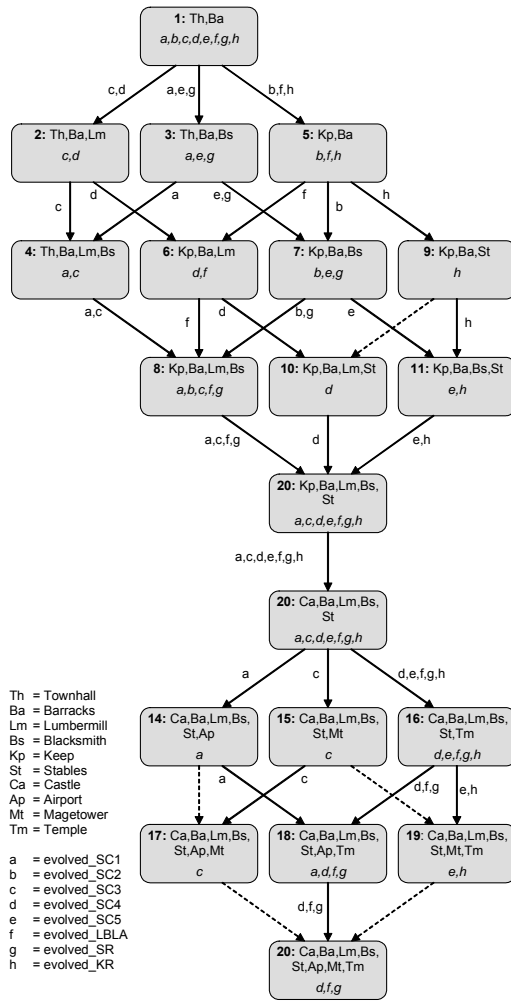 1: Th,Ba
a,b,c,d,e,f,g,h
c,d
a,e,g
b,f,h
2: Th,Ba,Lm
c,d
3: Th,Ba,Bs
a,e,g
5: Kp,Ba
b,f,h
c
d
a
e,g
f
b
h
4: Th,Ba,Lm,Bs
a,c
6: Kp,Ba,Lm
d,f
7: Kp,Ba,Bs
b,e,g
9: Kp,Ba,St
h
a,c
f
d
b,g
e
h
8: Kp,Ba,Lm,Bs
a,b,c,f,g
10: Kp,Ba,Lm,St
d
11: Kp,Ba,Bs,St
e,h
a,c,f,g
d
e,h
20: Kp,Ba,Lm,Bs,
St
a,c,d,e,f,g,h
a,c,d,e,f,g,h
20: Ca,Ba,Lm,Bs,
St
a,c,d,e,f,g,h
a
c
d,e,f,g,h
14: Ca,Ba,Lm,Bs,
St,Ap
a
15: Ca,Ba,Lm,Bs,
St,Mt
c
16: Ca,Ba,Lm,Bs,
St,Tm
d,e,f,g,h
a
c
d,f,g
e,h
17: Ca,Ba,Lm,Bs,
St,Ap,Mt
c
18: Ca,Ba,Lm,Bs,
St,Ap,Tm
a,d,f,g
19: Ca,Ba,Lm,Bs,
St,Mt,Tm
e,h
d,f,g
20: Ca,Ba,Lm,Bs,
St,Ap,Mt,Tm
d,f,g
Th = Townhall
Ba = Barracks
Lm = Lumbermill
Bs = Blacksmith
Kp = Keep
St = Stables
Ca = Castle
Ap = Airport
Mt = Magetower
Tm = Temple
a = evolved_SC1
b = evolved_SC2
c = evolved_SC3
d = evolved_SC4
e = evolved_SC5
f = evolved_LBLA
g = evolved_SR
h = evolved_KR